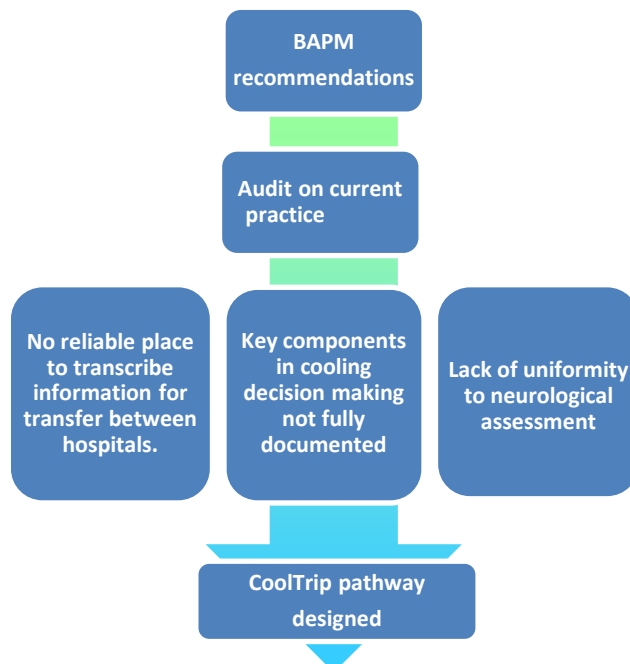 BAPM
recommendations
Audit on current
practice
No reliable place
to transcribe
information for
transfer between
hospitals.
Key components
in cooling
decision making
not fully
documented
Lack of uniformity
to neurological
assessment
CoolTrip pathway
designed